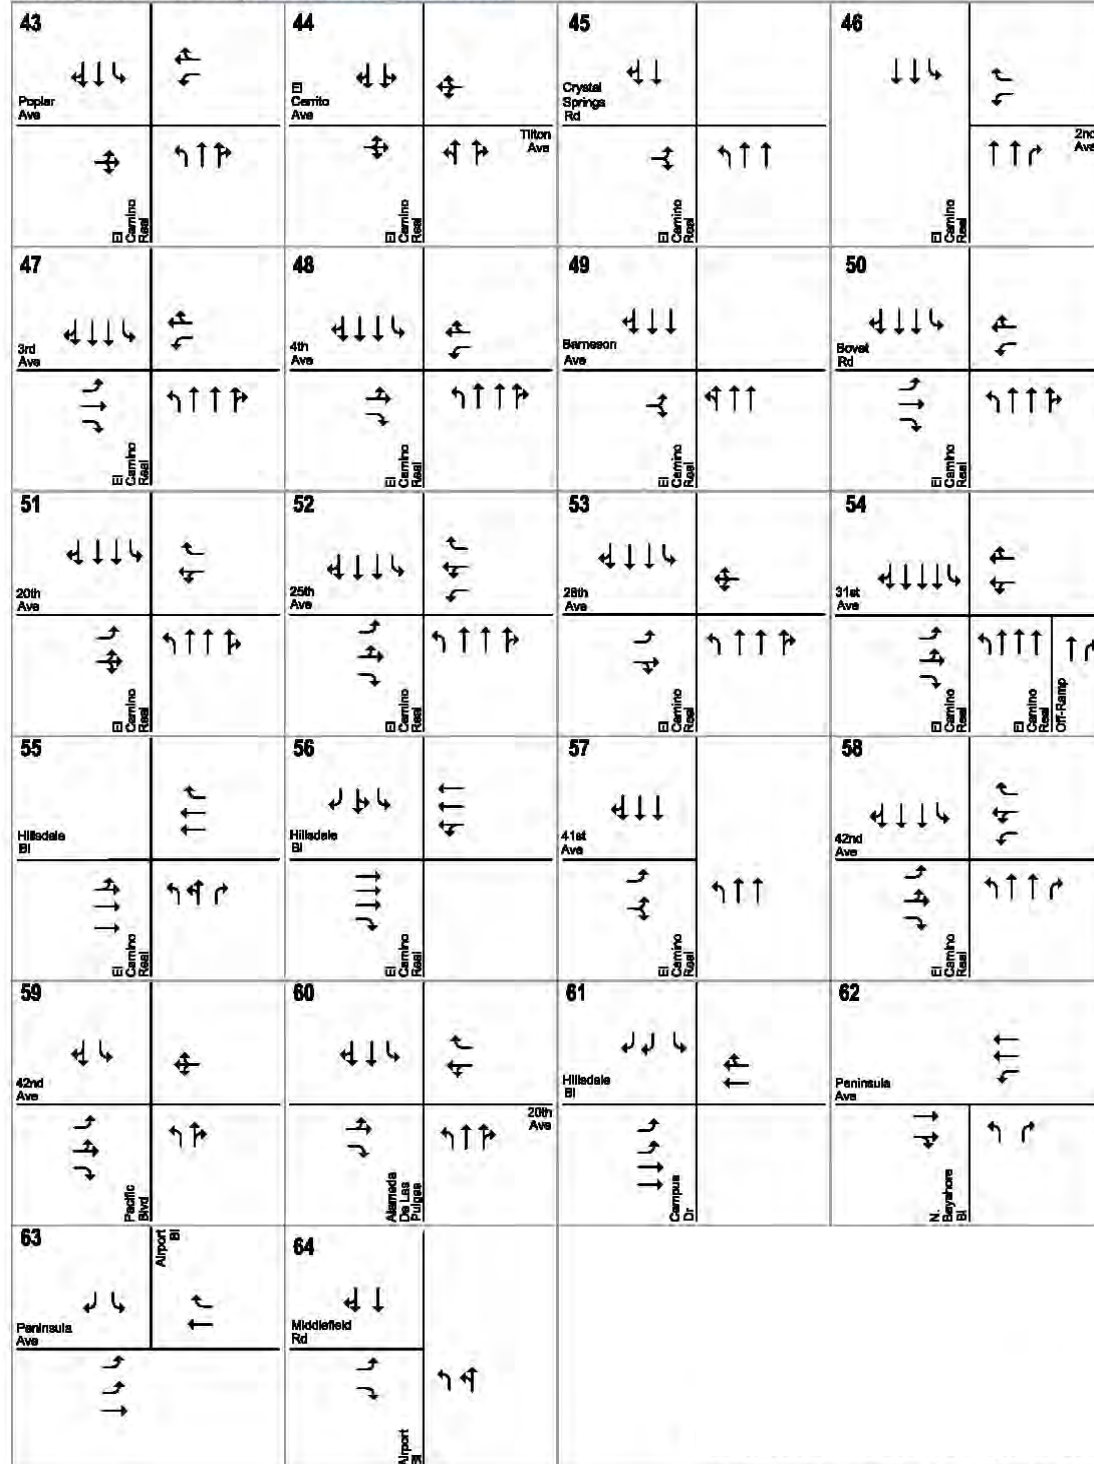 43
Poplar
Ave
El
Camino
Real
44
El
Cerrito
Ave
Tilton
Ave
El
Camino
Real
45
Crystal
Springs
Rd
El
Camino
Real
46
2nd
Ave
El
Camino
Real
47
3rd
Ave
El
Camino
Real
48
4th
Ave
El
Camino
Real
49
Barneson
Ave
El
Camino
Real
50
Bovet
Rd
El
Camino
Real
51
20th
Ave
El
Camino
Real
52
25th
Ave
El
Camino
Real
53
28th
Ave
El
Camino
Real
54
31st
Ave
El
Camino
Real
El
Camino
Real
Off-Ramp
55
Hillsdale
Bl
El
Camino
Real
56
Hillsdale
Bl
El
Camino
Real
57
41st
Ave
El
Camino
Real
58
42nd
Ave
El
Camino
Real
59
42nd
Ave
Pacific
Blvd
60
20th
Ave
Alameda
De Las
Pulgas
61
Hillsdale
Bl
Campus
Dr
62
Peninsula
Ave
N.
Bayshore
Bl
63
Airport
Bl
Peninsula
Ave
64
Middlefield
Rd
Airport
Bl